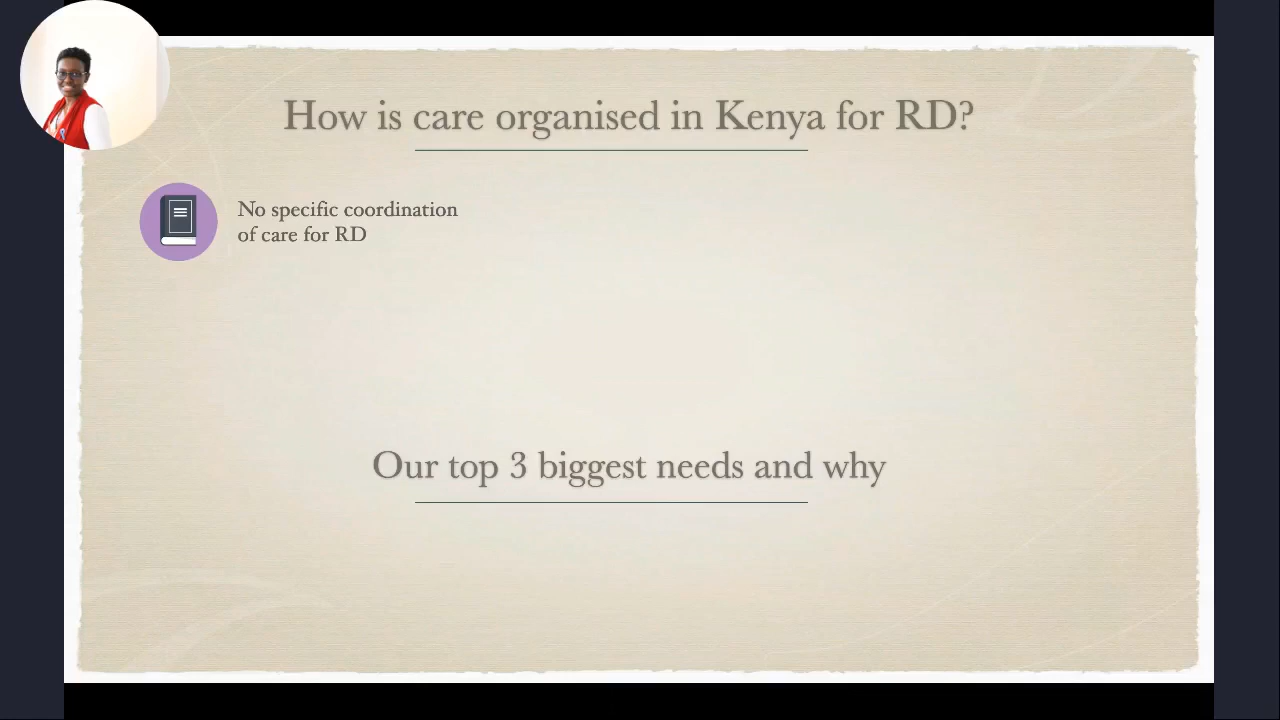 How is care organised in Kenya for RD?
No specific coordination
of care for RD
Our top 3 biggest needs and why